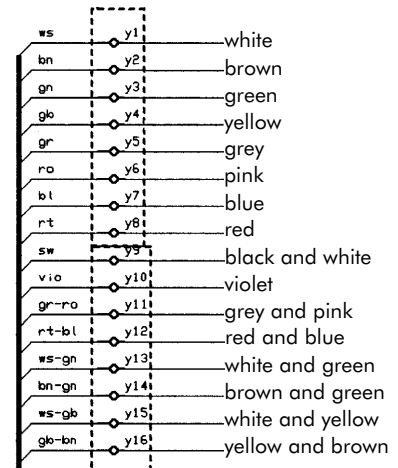 ws y1 white
bn y2 brown
gn y3 green
gb y4 yellow
gr y5 grey
ro y6 pink
bl y7 blue
rt y8 red
sw y9 black and white
vio y10 violet
gr-ro y11 grey and pink
rt-bl y12 red and blue
ws-gn y13 white and green
bn-gn y14 brown and green
ws-gb y15 white and yellow
gb-bn y16 yellow and brown